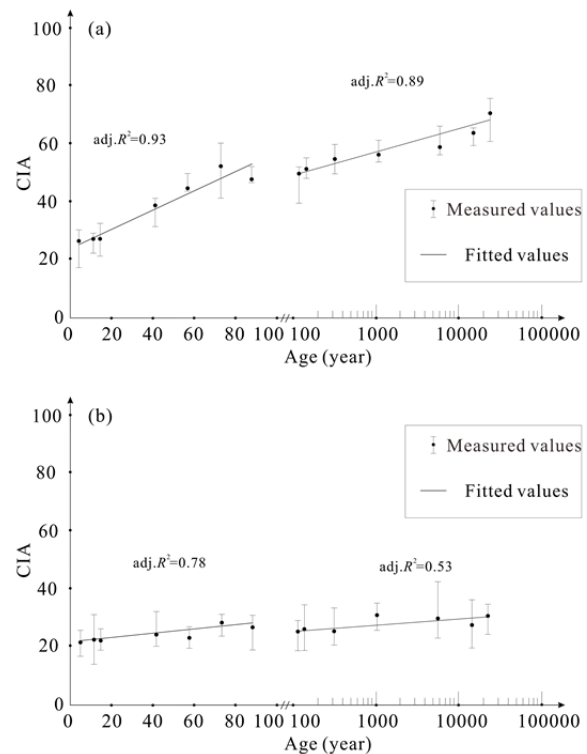 100
(a)
adj.R²=0.89
80
adj.R²=0.93
60
CIA
40
Measured values
20
Fitted values
0
0 20 40 60 80 100 100 1000 10000 100000
Age (year)
100
(b)
80
Measured values
60
Fitted values
CIA
adj.R²=0.78
adj.R²=0.53
40
20
0
0 20 40 60 80 100 100 1000 10000 100000
Age (year)